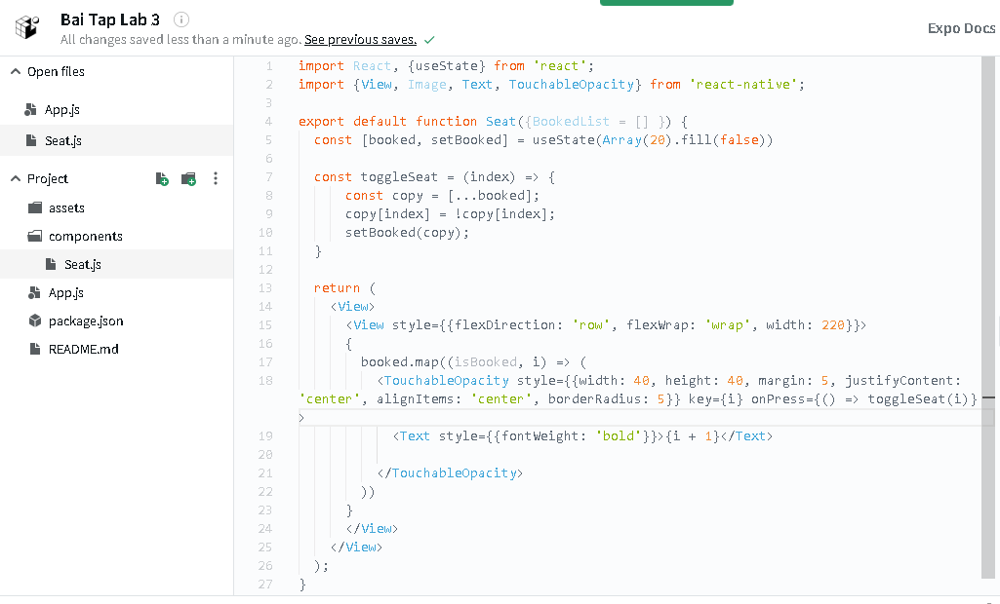 Bai Tap Lab 3
All changes saved less than a minute ago. See previous saves.
Expo Docs
Open files
App.js
Seat.js
Project
assets
components
Seat.js
App.js
package.json
README.md
1 import React, {useState} from 'react';
2 import {View, Image, Text, TouchableOpacity} from 'react-native';
3
4 export default function Seat({BookedList = [] }) {
5 const [booked, setBooked] = useState(Array(20).fill(false))
6
7 const toggleSeat = (index) => {
8 const copy = [...booked];
9 copy[index] = !copy[index];
10 setBooked(copy);
11 }
12
13 return (
14 <View>
15 <View style={{flexDirection: 'row', flexWrap: 'wrap', width: 220}}>
16 {
17 booked.map((isBooked, i) => (
18 <TouchableOpacity style={{width: 40, height: 40, margin: 5, justifyContent:
'center', alignItems: 'center', borderRadius: 5}} key={i} onPress={() => toggleSeat(i)}
>
19 <Text style={{fontWeight: 'bold'}}>{i + 1}</Text>
20
21 </TouchableOpacity>
22 ))
23 }
24 </View>
25 </View>
26 );
27 }